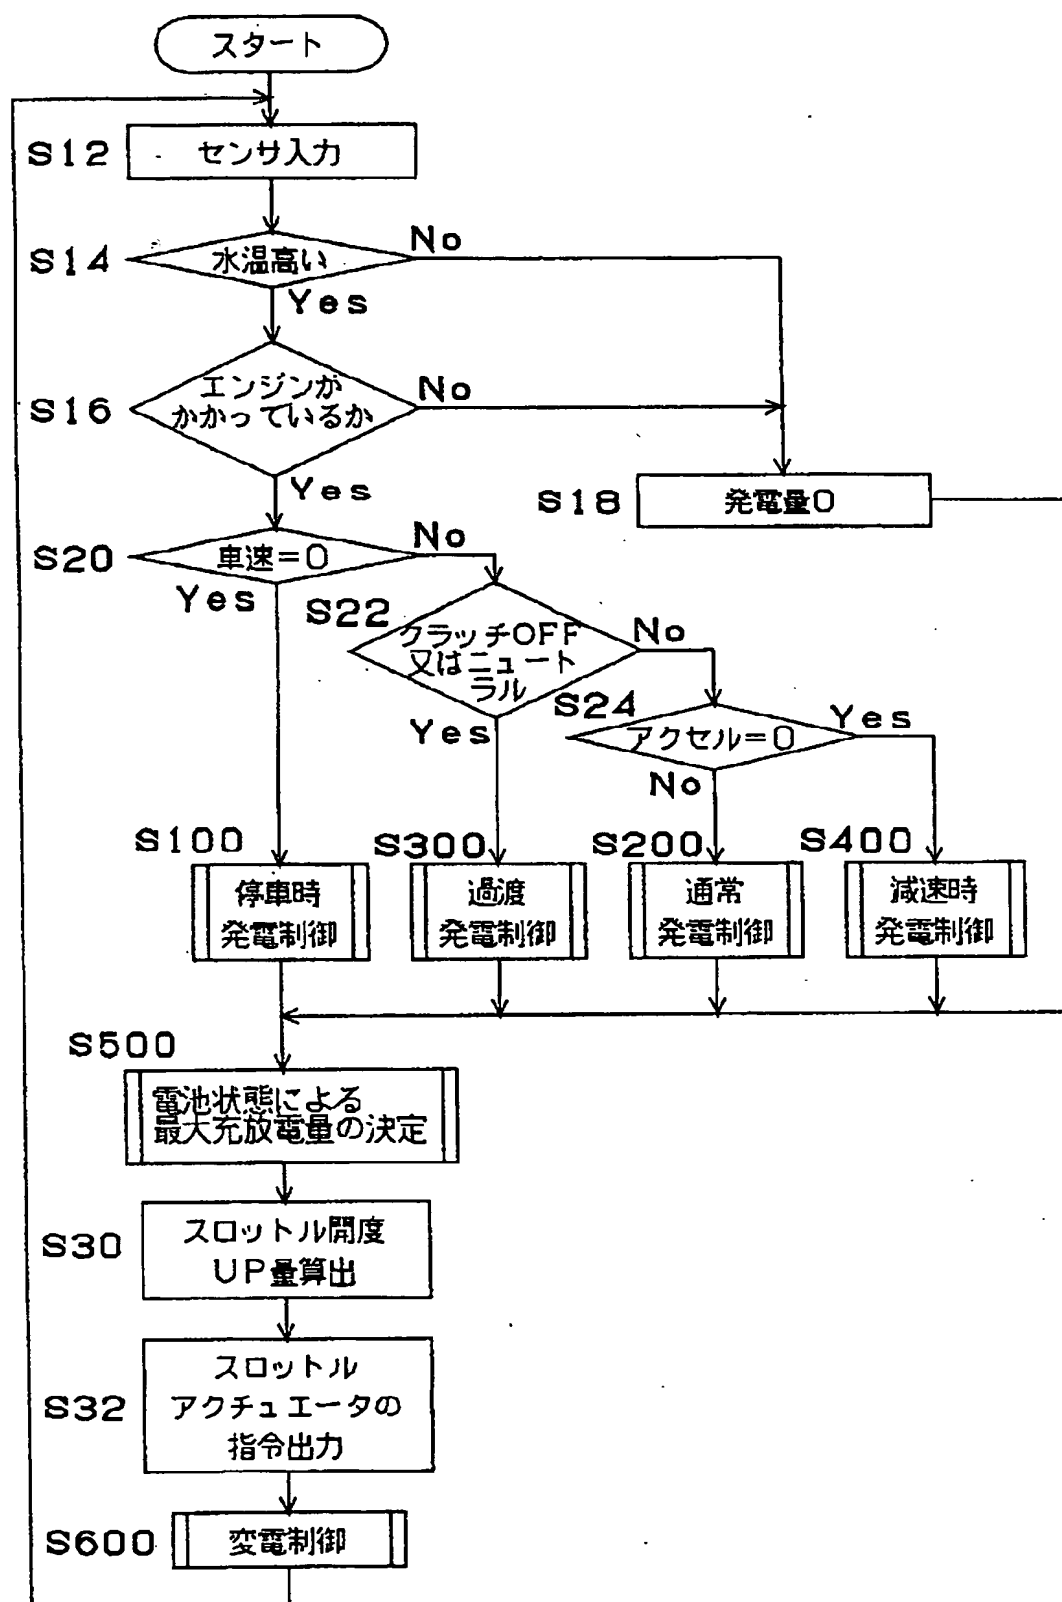 スタート
S12
センサ入力
S14
水温高い
No
Yes
S16
エンジンが
かかっているか
No
Yes
S18
発電量0
S20
車速=0
No
Yes
S22
クラッチOFF
又はニュート
ラル
No
Yes
S24
アクセル=0
Yes
No
S100
停車時
発電制御
S300
過渡
発電制御
S200
通常
発電制御
S400
減速時
発電制御
S500
電池状態による
最大充放電量の決定
S30
スロットル開度
UP量算出
S32
スロットル
アクチュエータの
指令出力
S600
変電制御